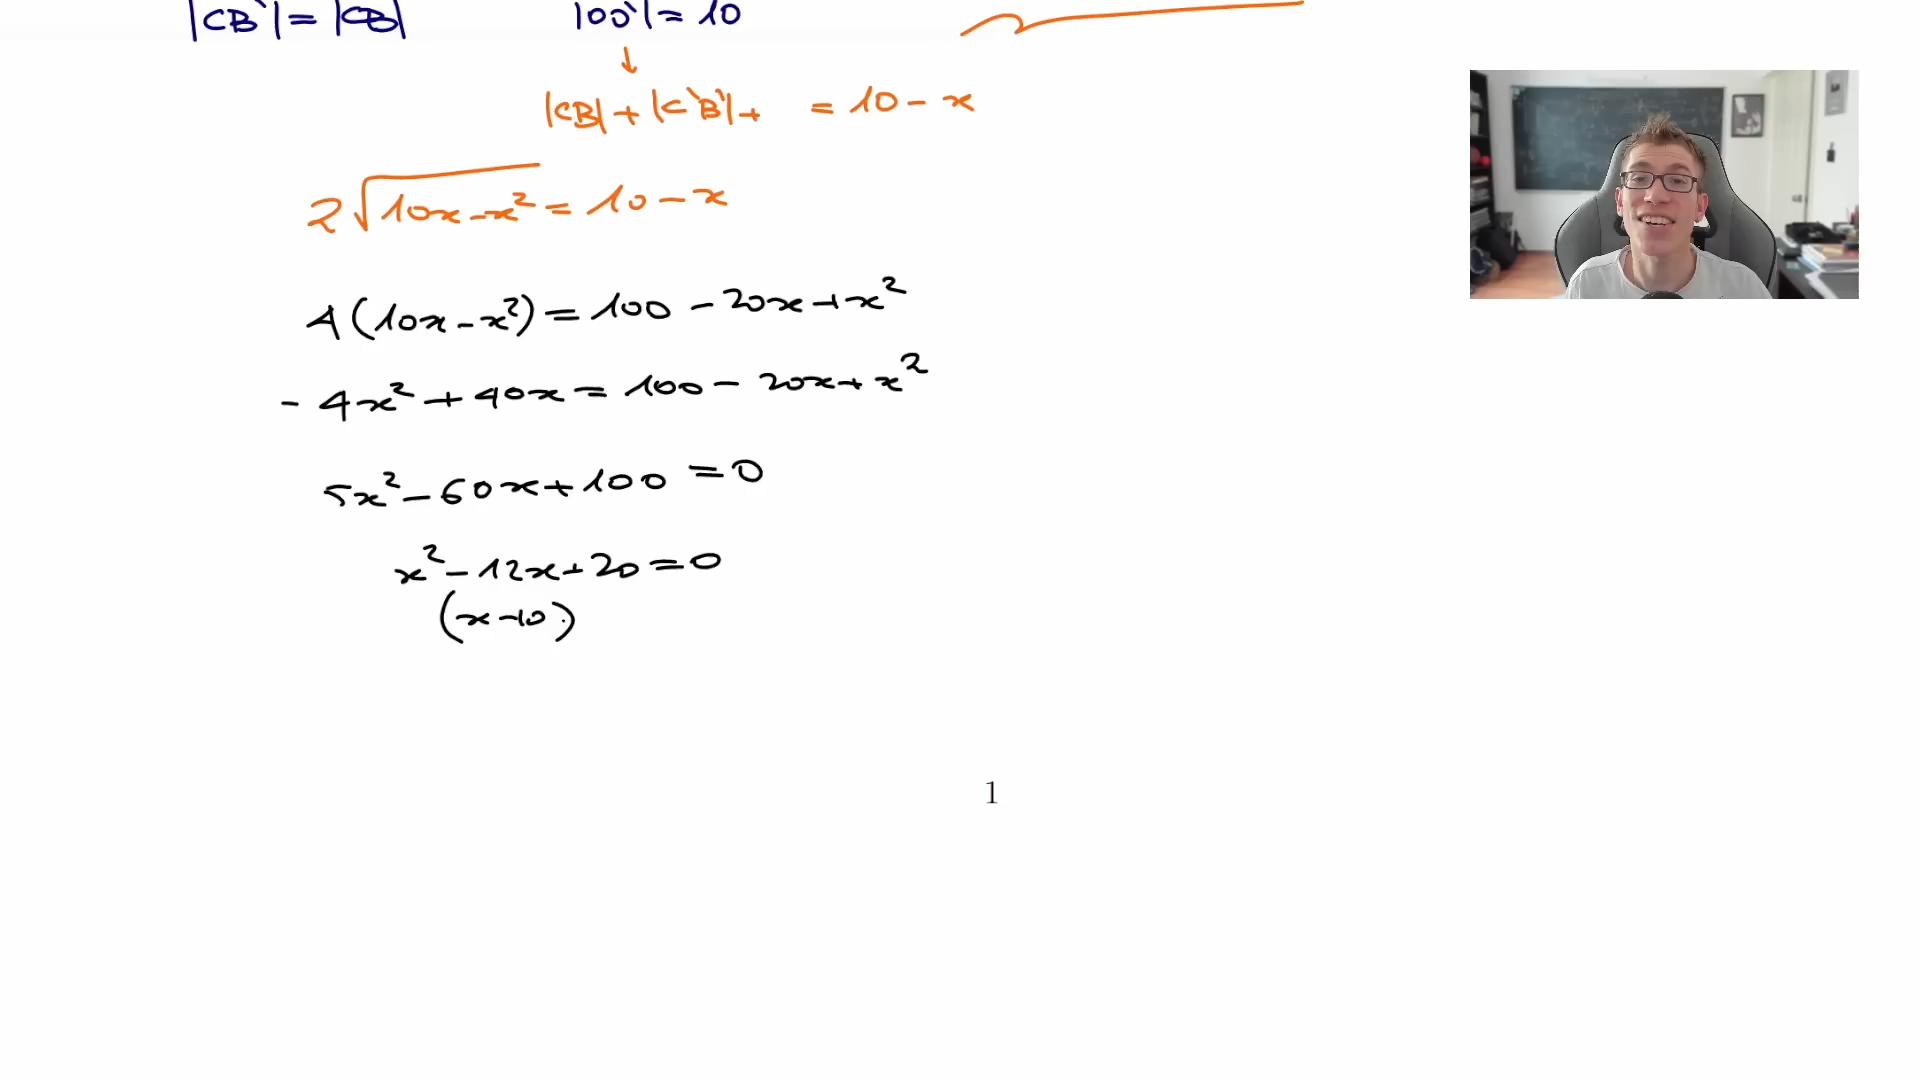 |CB`| = |CB| |OO`| = 10
↓
|CB| + |C`B`| + = 10 - x
2√(10x - x²) = 10 - x
4(10x - x²) = 100 - 20x + x²
- 4x² + 40x = 100 - 20x + x²
5x² - 60x + 100 = 0
x² - 12x + 20 = 0
(x - 10)
1